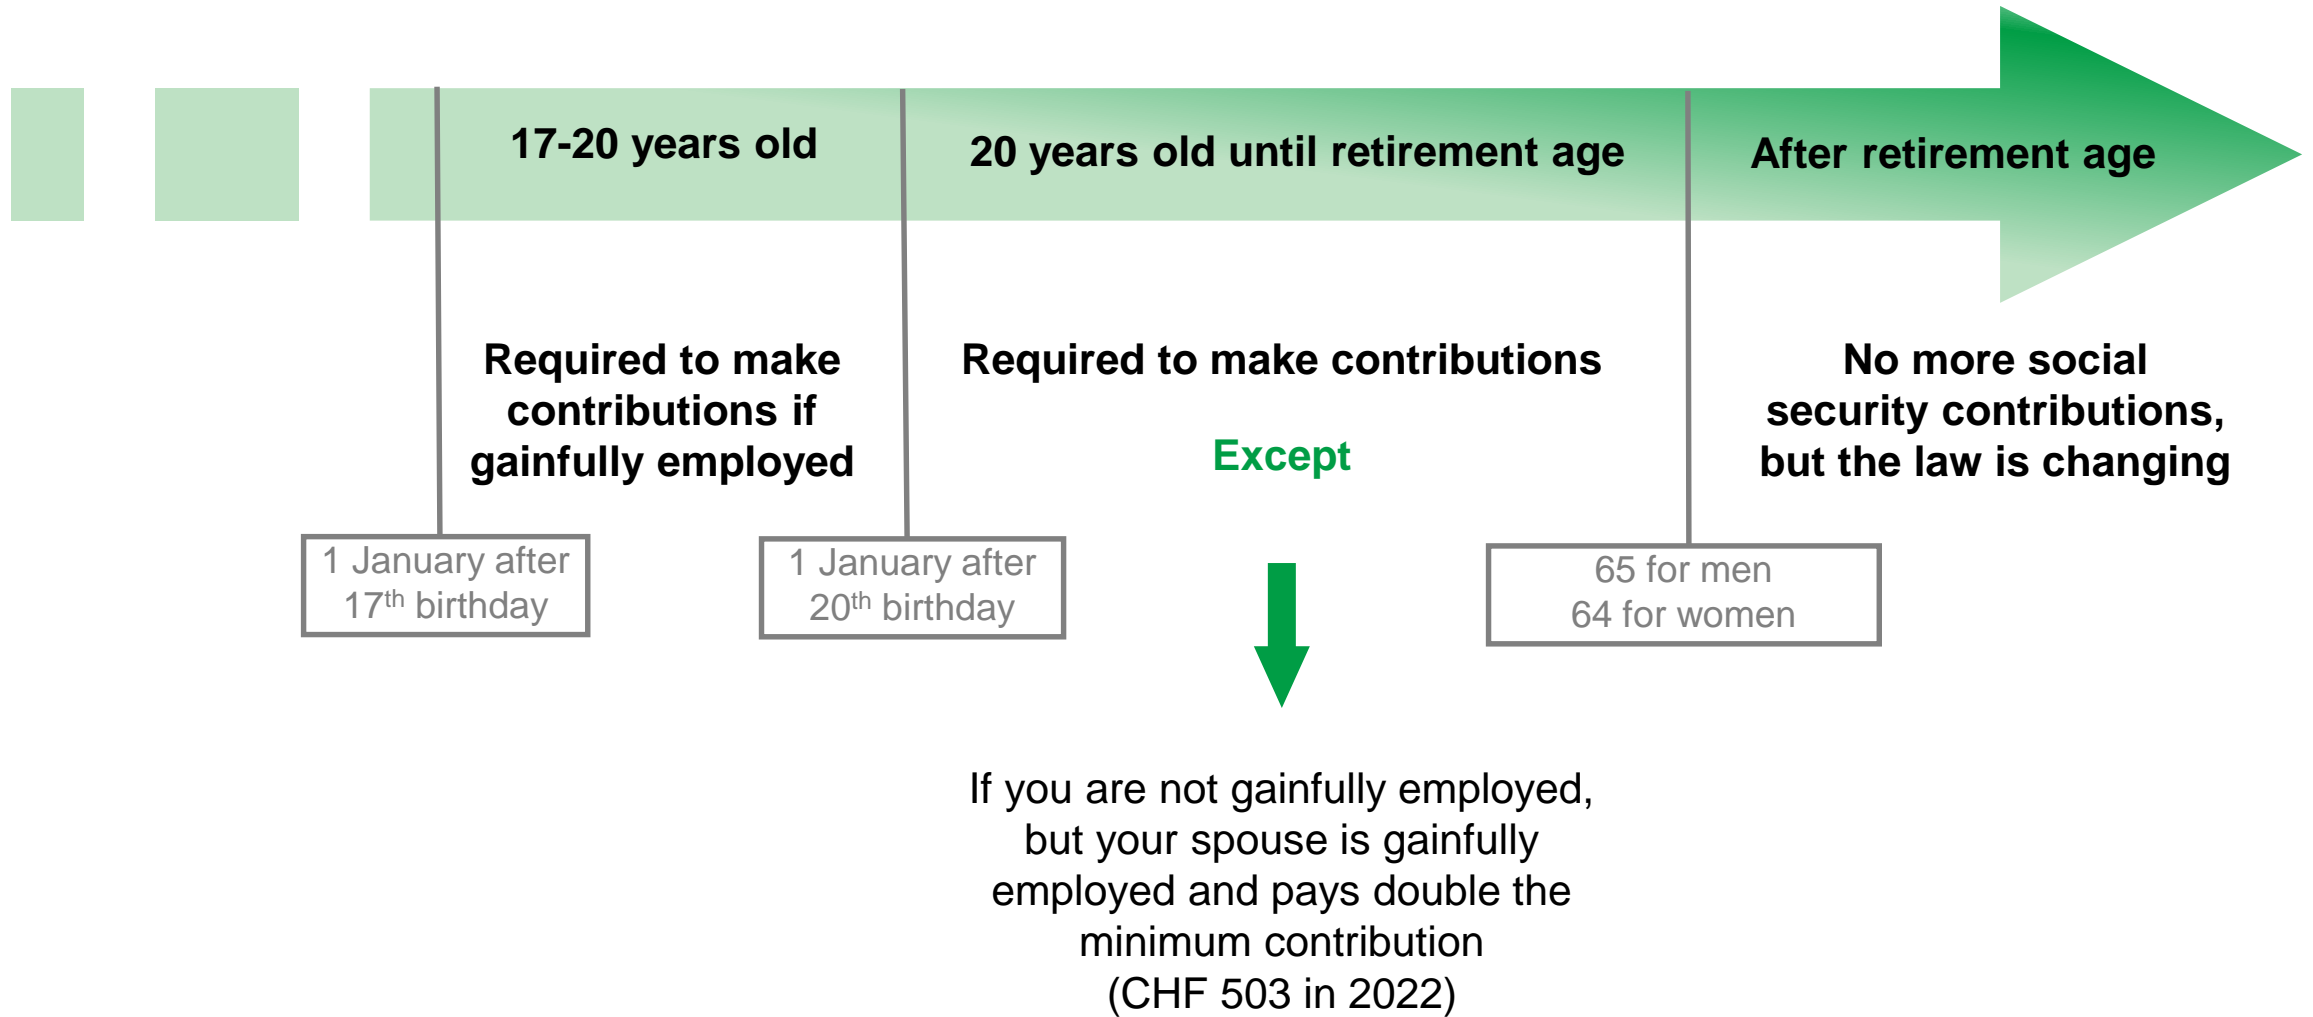 17-20 years old
20 years old until retirement age
After retirement age
Required to make
contributions if
gainfully employed
Required to make contributions
Except
No more social
security contributions,
but the law is changing
1 January after
17th birthday
1 January after
20th birthday
65 for men
64 for women
If you are not gainfully employed,
but your spouse is gainfully
employed and pays double the
minimum contribution
(CHF 503 in 2022)